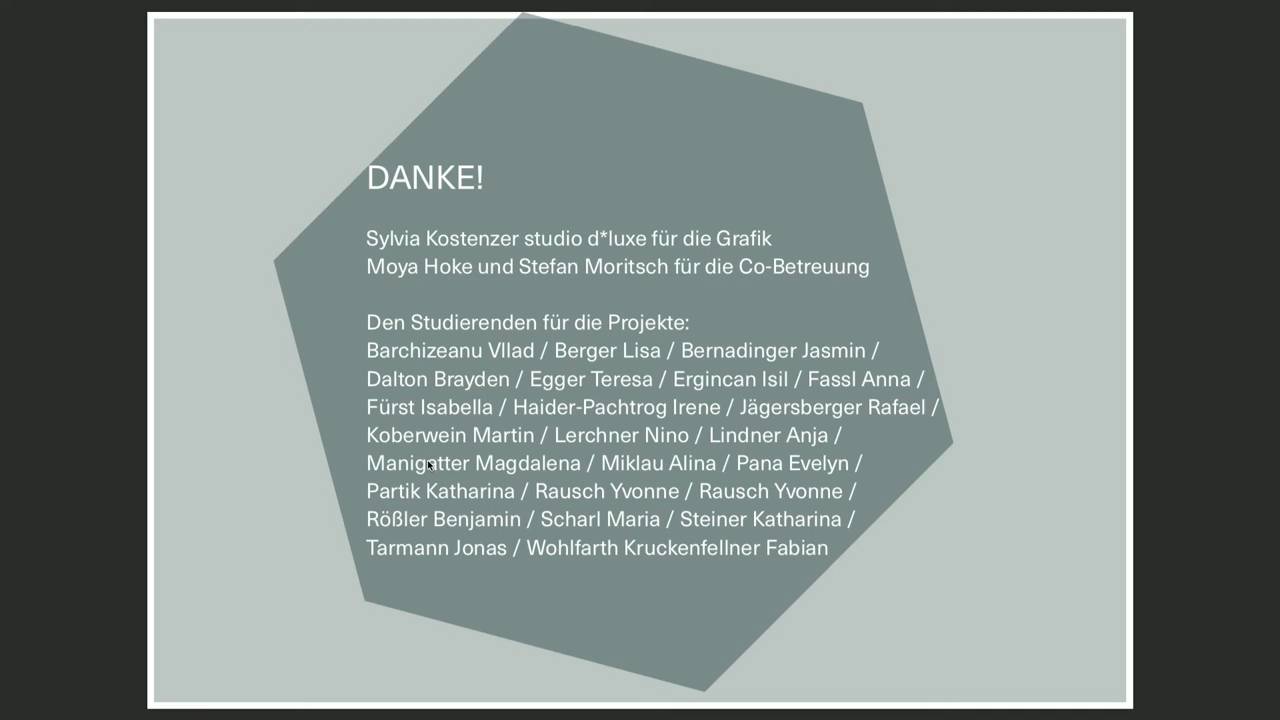 DANKE!
Sylvia Kostenzer studio d*luxe für die Grafik
Moya Hoke und Stefan Moritsch für die Co-Betreuung
Den Studierenden für die Projekte:
Barchizeanu Vllad / Berger Lisa / Bernadinger Jasmin /
Dalton Brayden / Egger Teresa / Ergincan Isil / Fassl Anna /
Fürst Isabella / Haider-Pachtrog Irene / Jägersberger Rafael /
Koberwein Martin / Lerchner Nino / Lindner Anja /
Manigatter Magdalena / Miklau Alina / Pana Evelyn /
Partik Katharina / Rausch Yvonne / Rausch Yvonne /
Rößler Benjamin / Scharl Maria / Steiner Katharina /
Tarmann Jonas / Wohlfarth Kruckenfellner Fabian